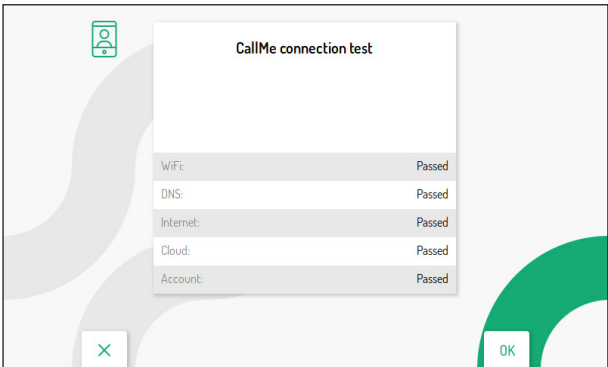 CallMe connection test
WiFi: Passed
DNS: Passed
Internet: Passed
Cloud: Passed
Account: Passed
OK